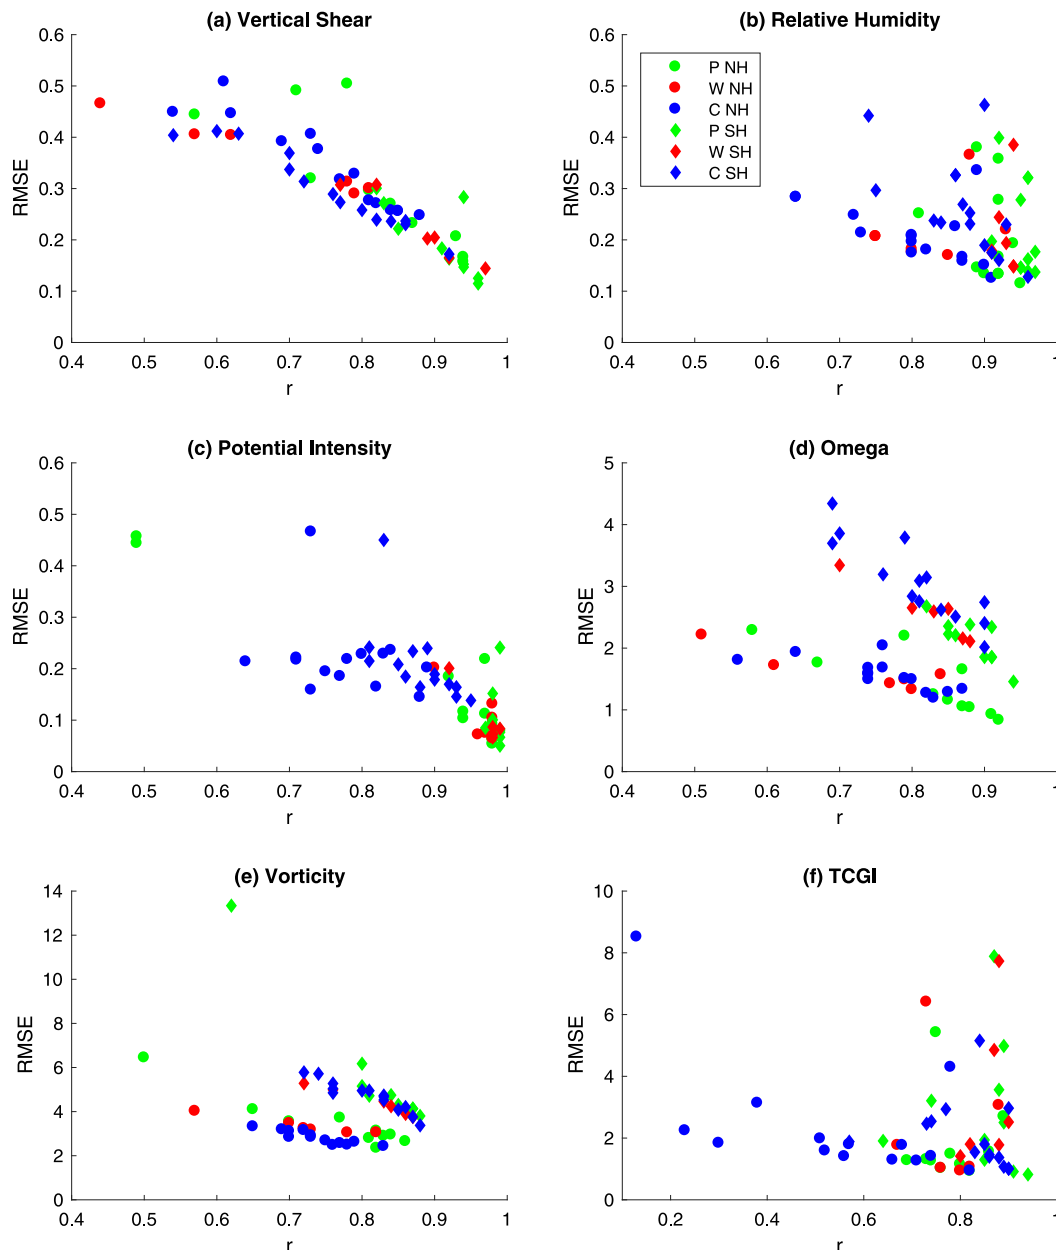 (a) Vertical Shear
0.6
0.5
0.4
0.3
0.2
0.1
0
RMSE
0.4 0.5 0.6 0.7 0.8 0.9 1
r
(b) Relative Humidity
0.6
0.5
0.4
0.3
0.2
0.1
0
RMSE
P NH
W NH
C NH
P SH
W SH
C SH
0.4 0.5 0.6 0.7 0.8 0.9 1
r
(c) Potential Intensity
0.6
0.5
0.4
0.3
0.2
0.1
0
RMSE
0.4 0.5 0.6 0.7 0.8 0.9 1
r
(d) Omega
5
4
3
2
1
0
RMSE
0.4 0.5 0.6 0.7 0.8 0.9 1
r
(e) Vorticity
14
12
10
8
6
4
2
0
RMSE
0.4 0.5 0.6 0.7 0.8 0.9 1
r
(f) TCGI
10
8
6
4
2
0
RMSE
0.2 0.4 0.6 0.8 1
r